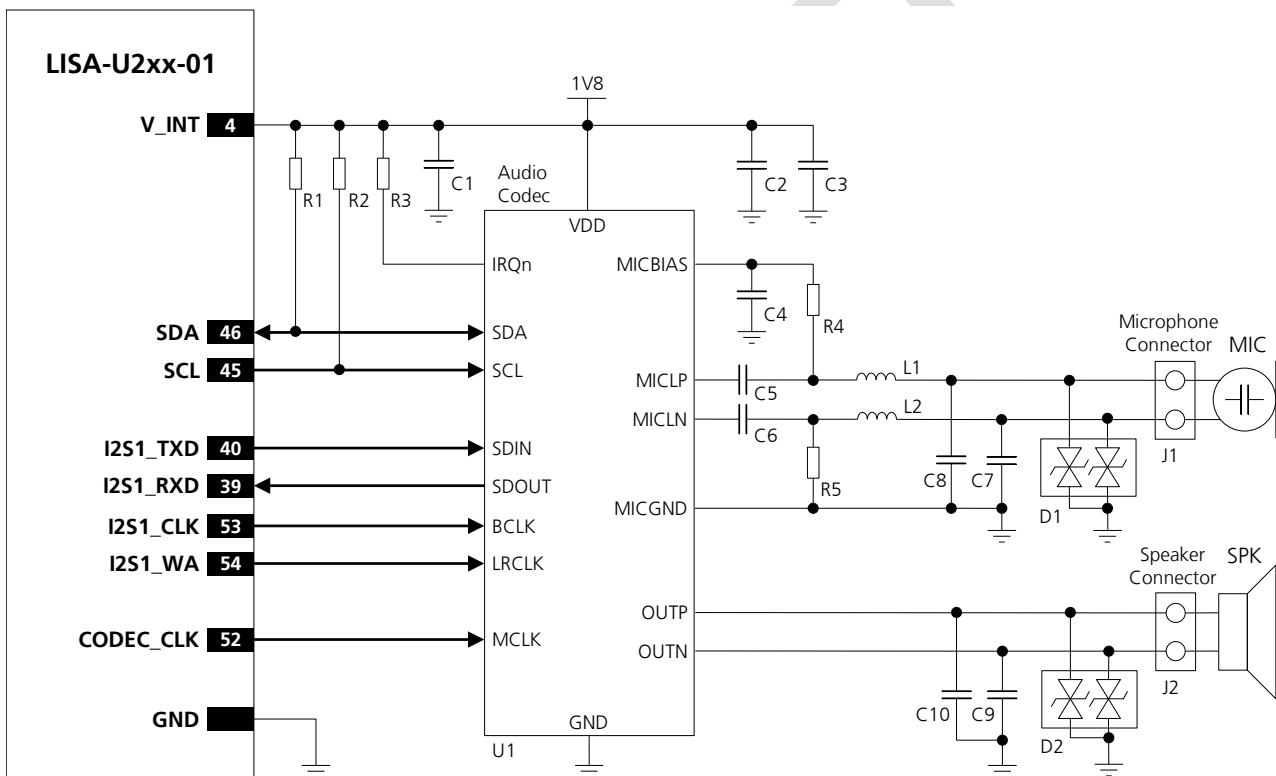 LISA-U2xx-01
1V8
V_INT 4
R1
R2
R3
C1
C2
C3
Audio
Codec
VDD
IRQn
MICBIAS
C4
R4
Microphone
Connector
MIC
SDA 46
SDA
SCL 45
SCL
MICLP
C5
L1
MICLN
C6
L2
J1
I2S1_TXD 40
SDIN
I2S1_RXD 39
SDOUT
R5
C8
C7
MICGND
D1
I2S1_CLK 53
BCLK
I2S1_WA 54
LRCLK
Speaker
Connector
SPK
OUTP
CODEC_CLK 52
MCLK
OUTN
J2
C10
C9
D2
GND
GND
U1